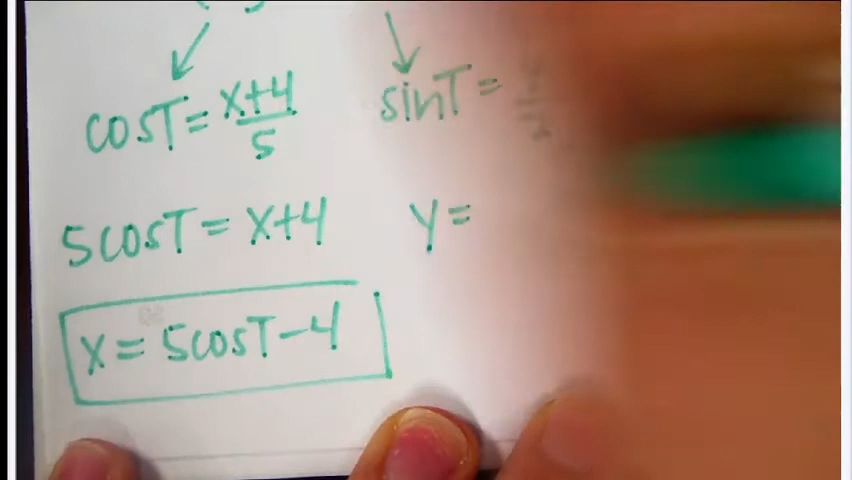 cosT = x+4/5
sinT =
5cosT = x+4
y =
x = 5cosT - 4